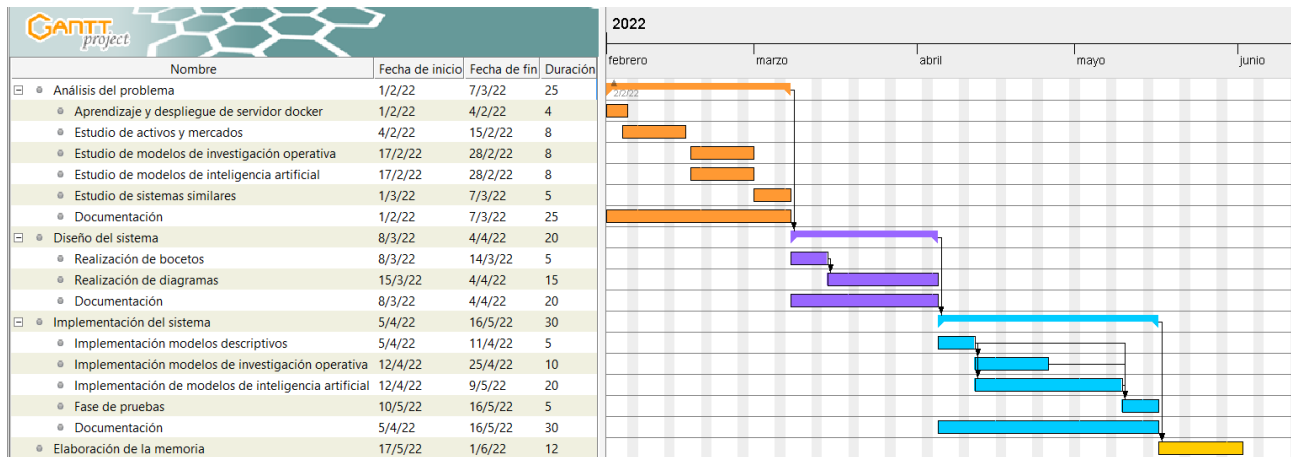 GANTT
project
2022
febrero marzo abril mayo junio
Nombre Fecha de inicio Fecha de fin Duración
2/2/22
Análisis del problema 1/2/22 7/3/22 25
Aprendizaje y despliegue de servidor docker 1/2/22 4/2/22 4
Estudio de activos y mercados 4/2/22 15/2/22 8
Estudio de modelos de investigación operativa 17/2/22 28/2/22 8
Estudio de modelos de inteligencia artificial 17/2/22 28/2/22 8
Estudio de sistemas similares 1/3/22 7/3/22 5
Documentación 1/2/22 7/3/22 25
Diseño del sistema 8/3/22 4/4/22 20
Realización de bocetos 8/3/22 14/3/22 5
Realización de diagramas 15/3/22 4/4/22 15
Documentación 8/3/22 4/4/22 20
Implementación del sistema 5/4/22 16/5/22 30
Implementación modelos descriptivos 5/4/22 11/4/22 5
Implementación modelos de investigación operativa 12/4/22 25/4/22 10
Implementación de modelos de inteligencia artificial 12/4/22 9/5/22 20
Fase de pruebas 10/5/22 16/5/22 5
Documentación 5/4/22 16/5/22 30
Elaboración de la memoria 17/5/22 1/6/22 12